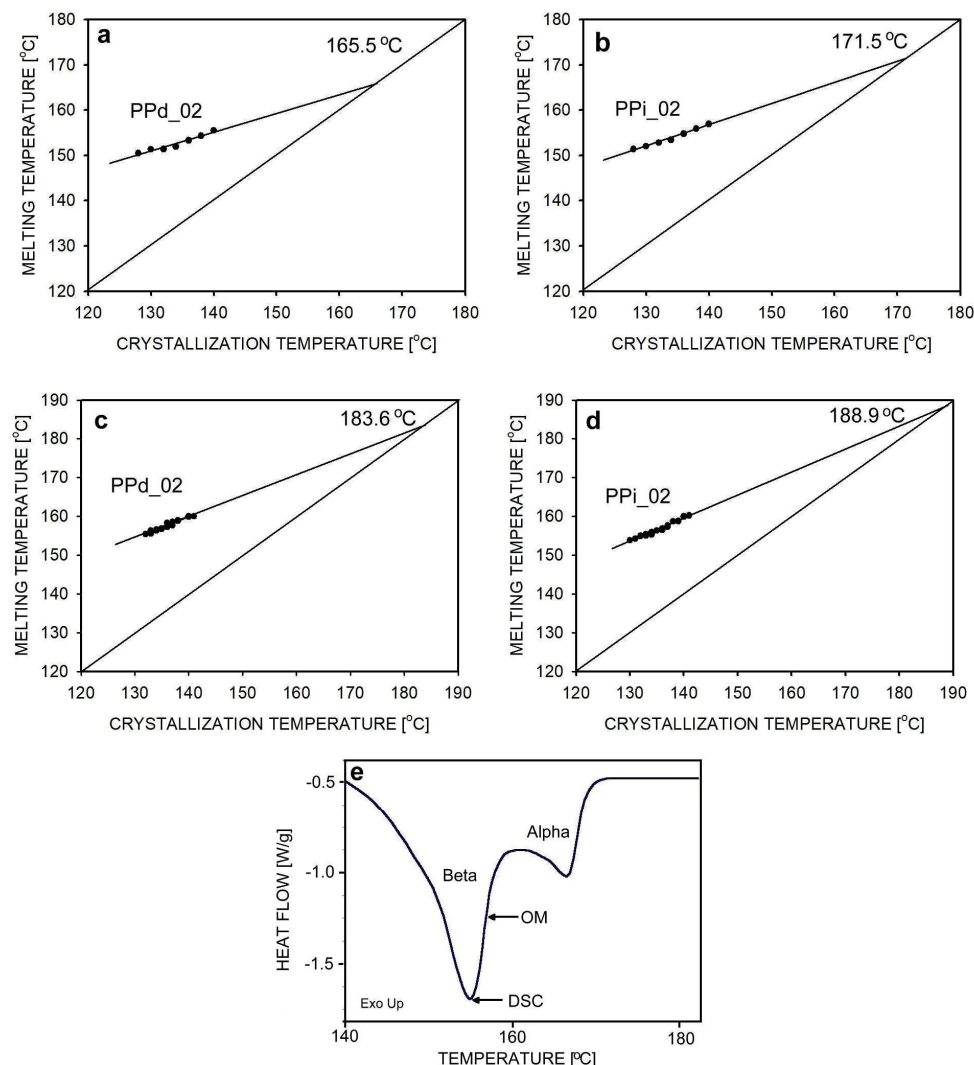 a
165.5 °C
PPd_02
MELTING TEMPERATURE [°C]
180
170
160
150
140
130
120
120 130 140 150 160 170 180
CRYSTALLIZATION TEMPERATURE [°C]
b
171.5 °C
PPi_02
MELTING TEMPERATURE [°C]
180
170
160
150
140
130
120
120 130 140 150 160 170 180
CRYSTALLIZATION TEMPERATURE [°C]
c
183.6 °C
PPd_02
MELTING TEMPERATURE [°C]
190
180
170
160
150
140
130
120
120 130 140 150 160 170 180 190
CRYSTALLIZATION TEMPERATURE [°C]
d
188.9 °C
PPi_02
MELTING TEMPERATURE [°C]
190
180
170
160
150
140
130
120
120 130 140 150 160 170 180 190
CRYSTALLIZATION TEMPERATURE [°C]
e
Alpha
Beta
OM
DSC
Exo Up
HEAT FLOW [W/g]
-0.5
-1.0
-1.5
140 160 180
TEMPERATURE [ºC]